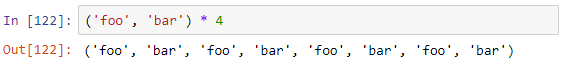 In [122]: ('foo', 'bar') * 4
Out[122]: ('foo', 'bar', 'foo', 'bar', 'foo', 'bar', 'foo', 'bar')